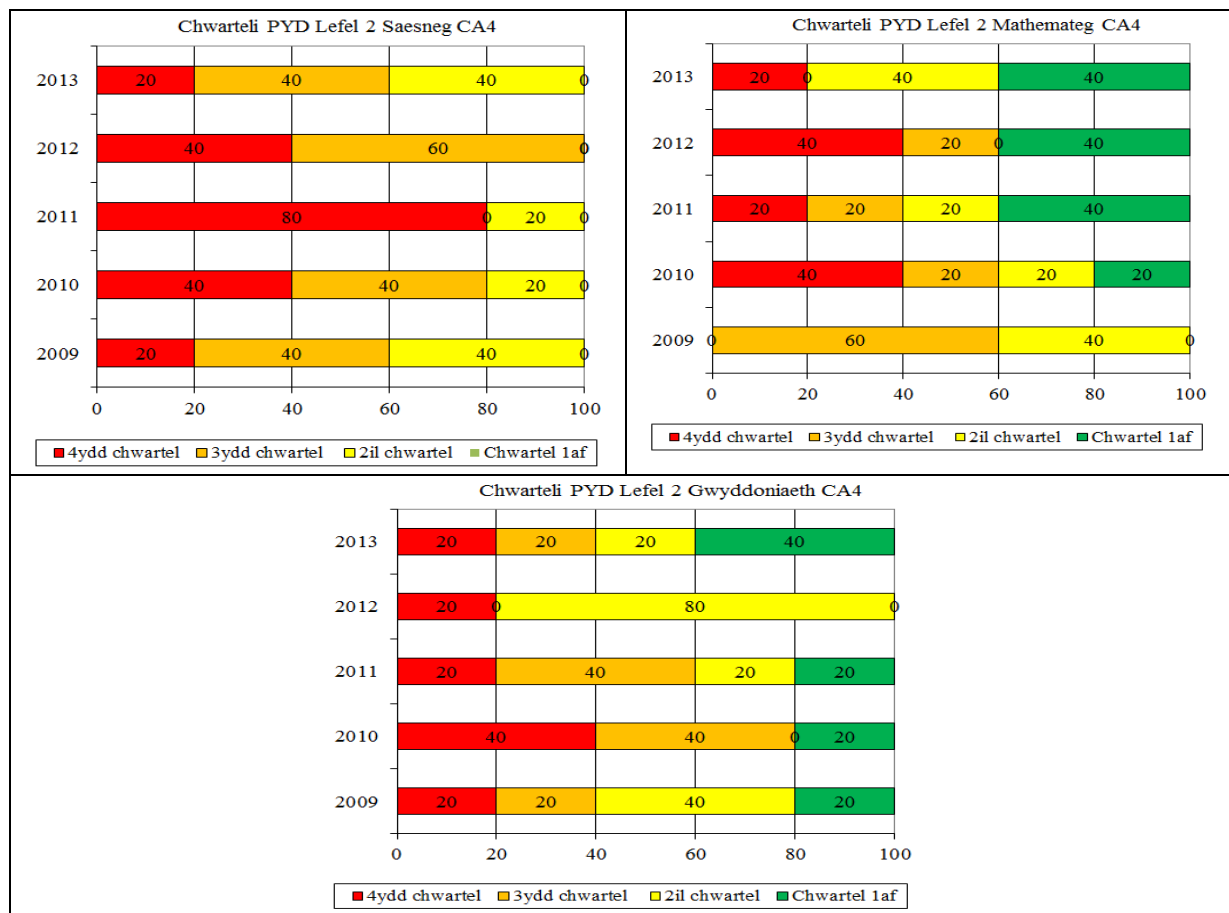 Chwarteli PYD Lefel 2 Saesneg CA4
2013 20 40 40 0
2012 40 60 0
2011 80 0 20 0
2010 40 40 20 0
2009 20 40 40 0
0 20 40 60 80 100
4ydd chwartel 3ydd chwartel 2il chwartel Chwartel 1af
Chwarteli PYD Lefel 2 Mathemateg CA4
2013 20 0 40 40
2012 40 20 0 40
2011 20 20 20 40
2010 40 20 20 20
2009 0 60 40 0
0 20 40 60 80 100
4ydd chwartel 3ydd chwartel 2il chwartel Chwartel 1af
Chwarteli PYD Lefel 2 Gwyddoniaeth CA4
2013 20 20 20 40
2012 20 0 80 0
2011 20 40 20 20
2010 40 40 0 20
2009 20 20 40 20
0 20 40 60 80 100
4ydd chwartel 3ydd chwartel 2il chwartel Chwartel 1af